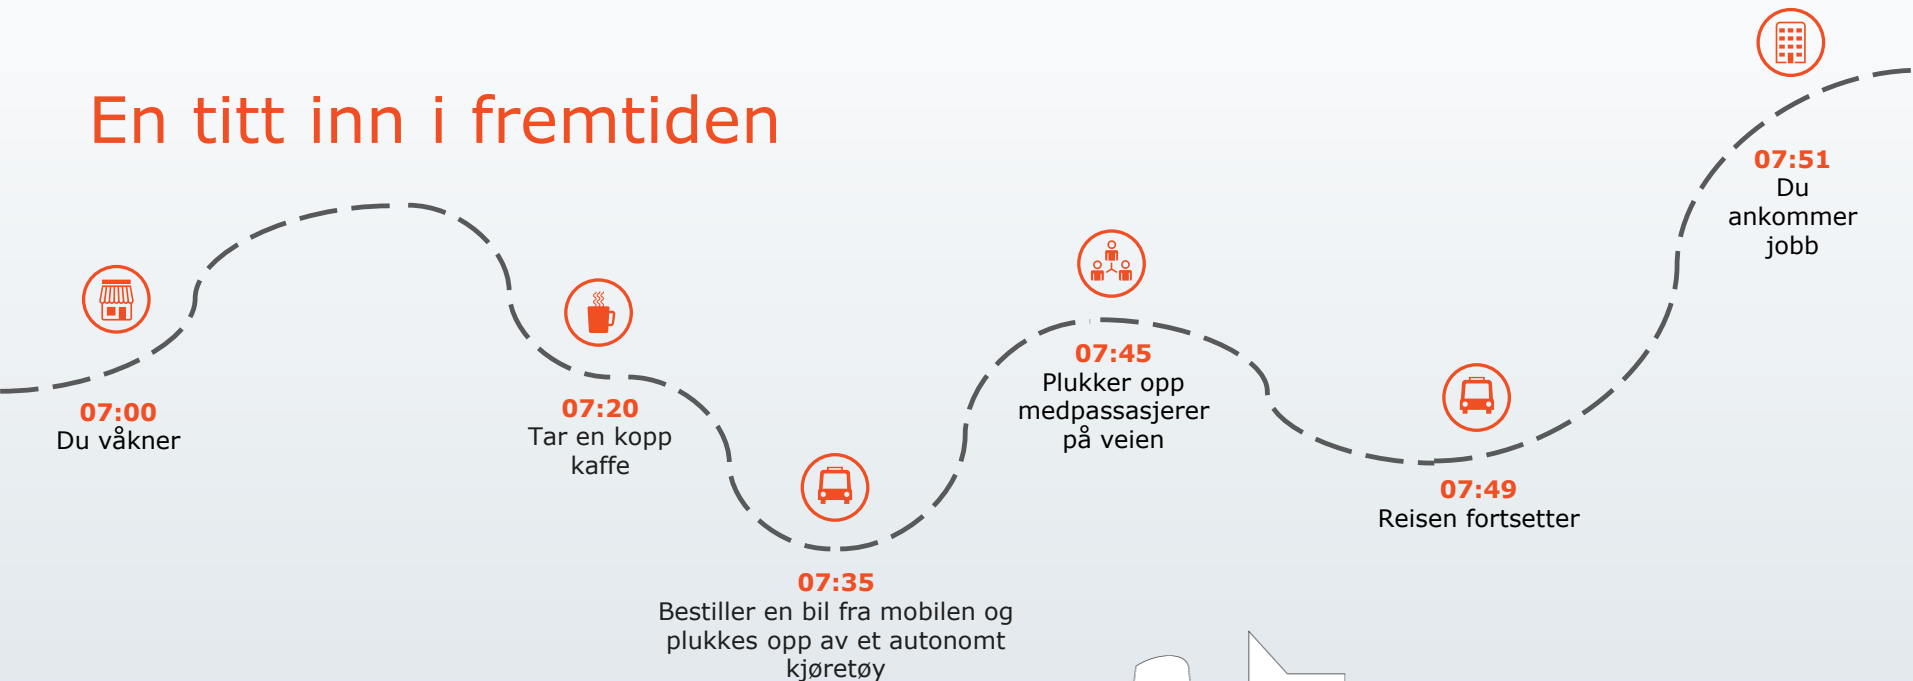 En titt inn i fremtiden
07:00
Du våkner
07:20
Tar en kopp
kaffe
07:35
Bestiller en bil fra mobilen og
plukkes opp av et autonomt
kjøretøy
07:45
Plukker opp
medpassasjerer
på veien
07:49
Reisen fortsetter
07:51
Du
ankommer
jobb